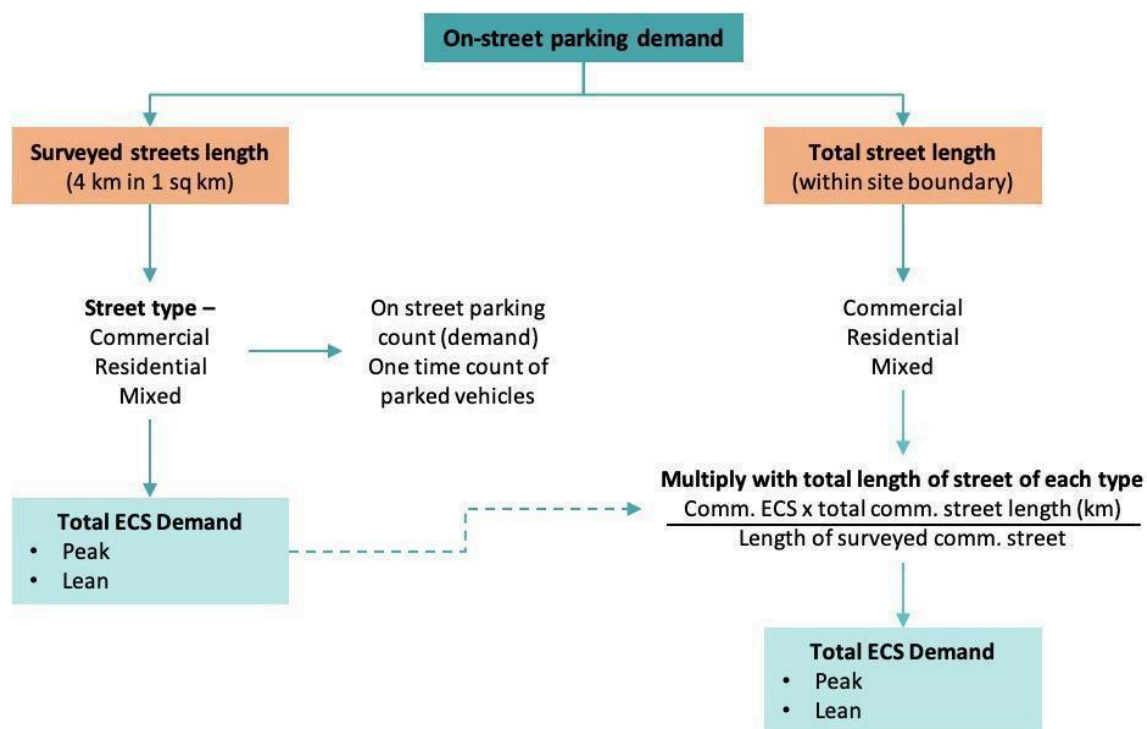 On-street parking demand
Surveyed streets length
(4 km in 1 sq km)
Street type –
Commercial
Residential
Mixed
On street parking
count (demand)
One time count of
parked vehicles
Total ECS Demand
• Peak
• Lean
Total street length
(within site boundary)
Commercial
Residential
Mixed
Multiply with total length of street of each type
Comm. ECS x total comm. street length (km)
Length of surveyed comm. street
Total ECS Demand
• Peak
• Lean